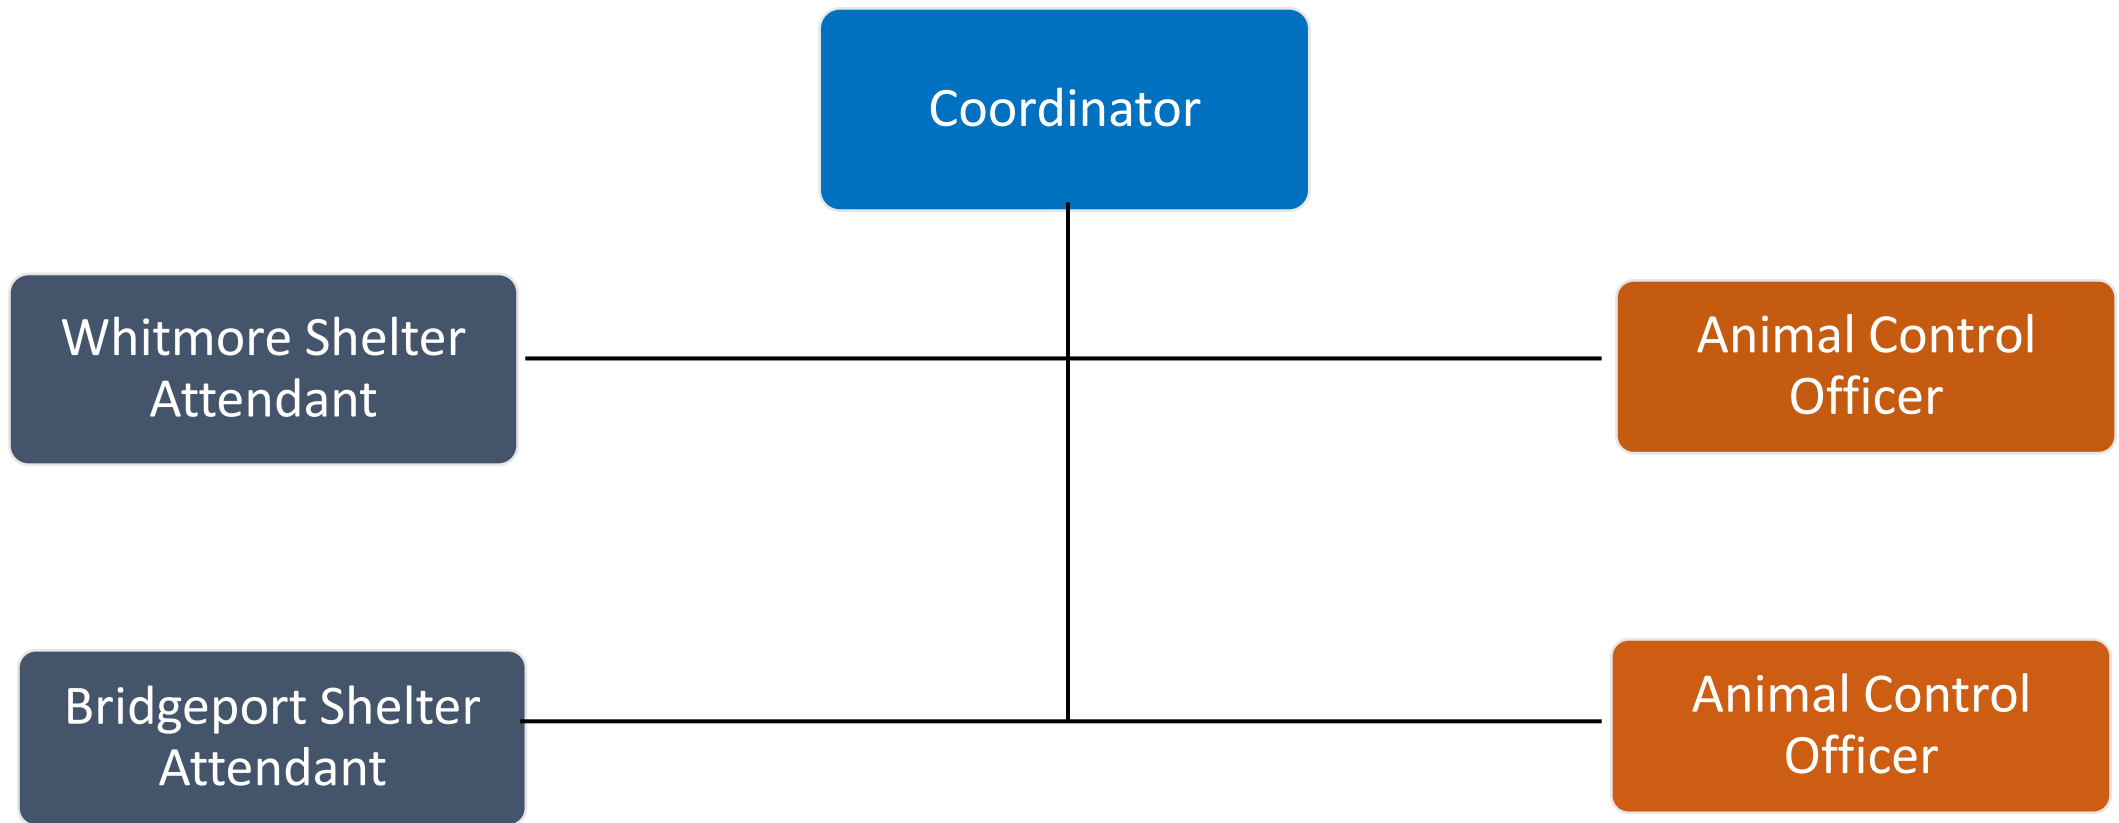 Coordinator
Whitmore Shelter
Attendant
Animal Control
Officer
Bridgeport Shelter
Attendant
Animal Control
Officer